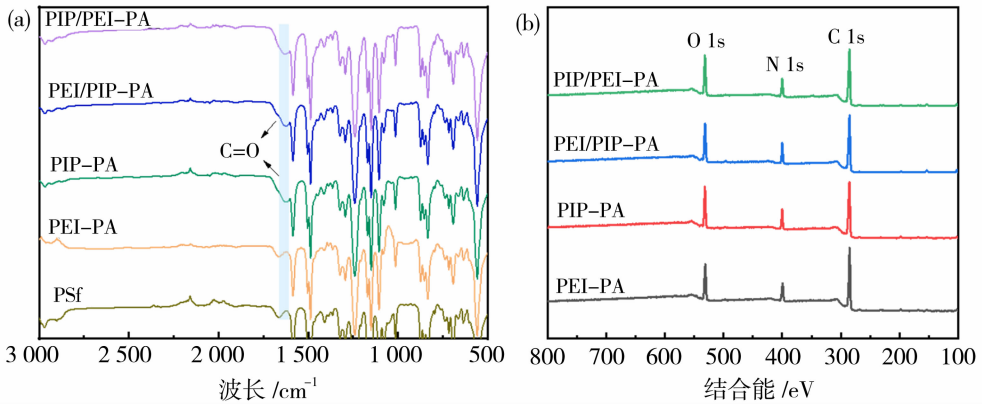 (a)
PIP/PEI-PA
PEI/PIP-PA
C=O
PIP-PA
PEI-PA
PSf
3 000 2 500 2 000 1 500 1 000 500
波长 /cm⁻¹
(b)
O 1s N 1s C 1s
PIP/PEI-PA
PEI/PIP-PA
PIP-PA
PEI-PA
800 700 600 500 400 300 200 100
结合能 /eV